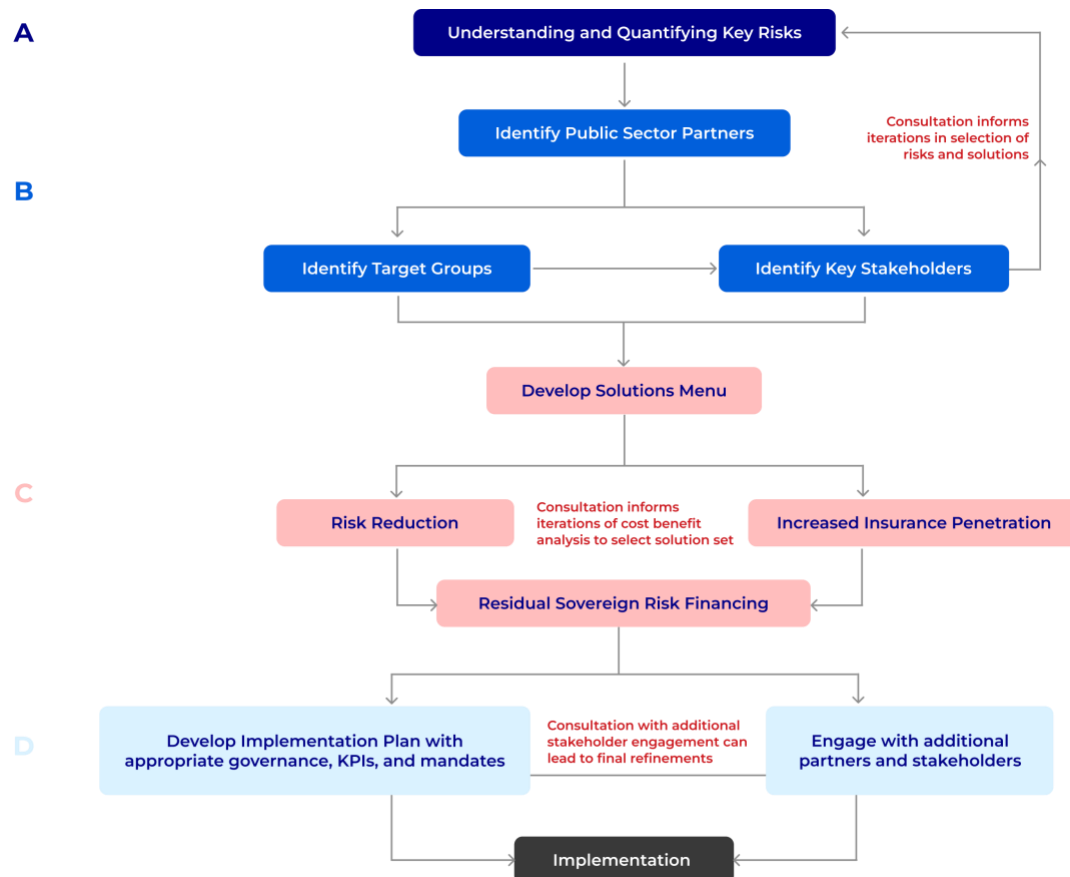 A
Understanding and Quantifying Key Risks
Identify Public Sector Partners
Consultation informs
iterations in selection of
risks and solutions
B
Identify Target Groups
Identify Key Stakeholders
Develop Solutions Menu
C
Risk Reduction
Consultation informs
iterations of cost benefit
analysis to select solution set
Increased Insurance Penetration
Residual Sovereign Risk Financing
D
Develop Implementation Plan with
appropriate governance, KPIs, and mandates
Consultation with additional
stakeholder engagement can
lead to final refinements
Engage with additional
partners and stakeholders
Implementation